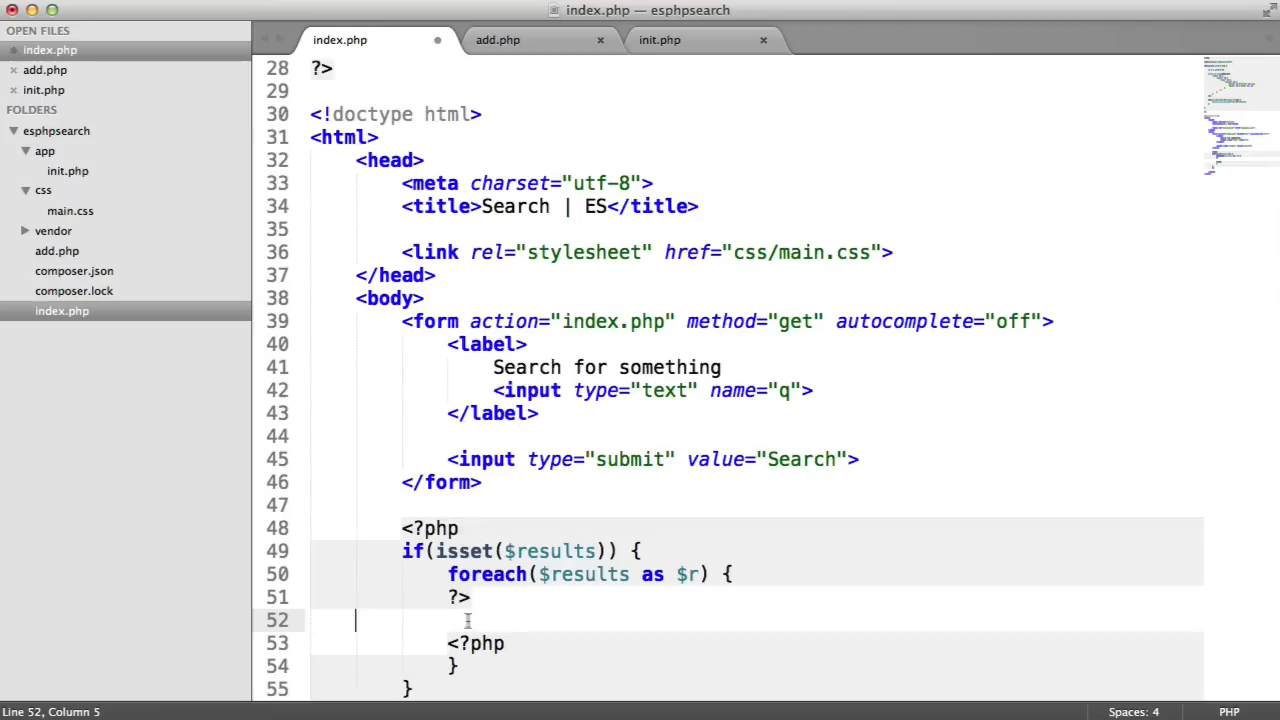 index.php — esphpsearch
OPEN FILES
index.php
add.php
init.php
FOLDERS
esphpsearch
app
init.php
css
main.css
vendor
add.php
composer.json
composer.lock
index.php
index.php
add.php
init.php
28 ?>
29
30 <!doctype html>
31 <html>
32 <head>
33 <meta charset="utf-8">
34 <title>Search | ES</title>
35
36 <link rel="stylesheet" href="css/main.css">
37 </head>
38 <body>
39 <form action="index.php" method="get" autocomplete="off">
40 <label>
41 Search for something
42 <input type="text" name="q">
43 </label>
44
45 <input type="submit" value="Search">
46 </form>
47
48 <?php
49 if(isset($results)) {
50 foreach($results as $r) {
51 ?>
52
53 <?php
54 }
55 }
Line 52, Column 5
Spaces: 4
PHP